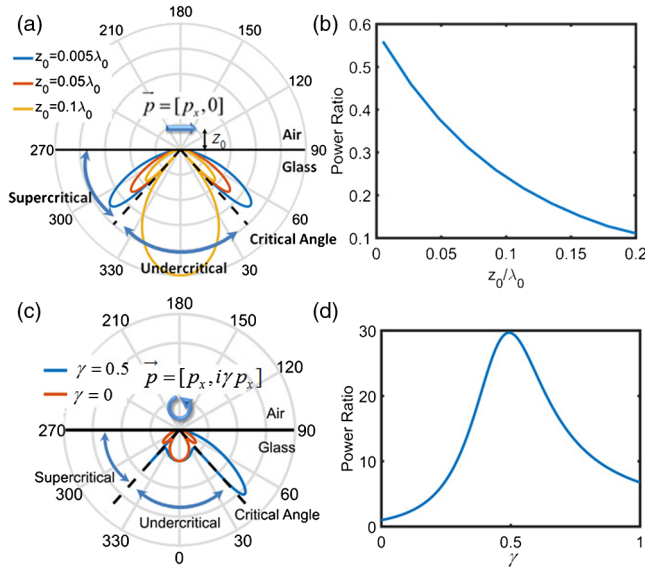 (a)
180
210
150
z₀=0.005λ₀
z₀=0.05λ₀
z₀=0.1λ₀
120
p⃗ = [pₓ,0]
z₀
Air
270
90
Glass
Supercritical
300
60
Critical Angle
330
30
Undercritical
(b)
0.6
0.5
0.4
0.3
0.2
0.1
0
0.05
0.1
0.15
0.2
Power Ratio
z₀/λ₀
(c)
180
210
150
γ = 0.5
γ = 0
120
p⃗ = [pₓ, iγ pₓ]
Air
270
90
Glass
Supercritical
300
60
Critical Angle
Undercritical
330
30
0
(d)
30
20
10
0
0
0.5
1
Power Ratio
γ